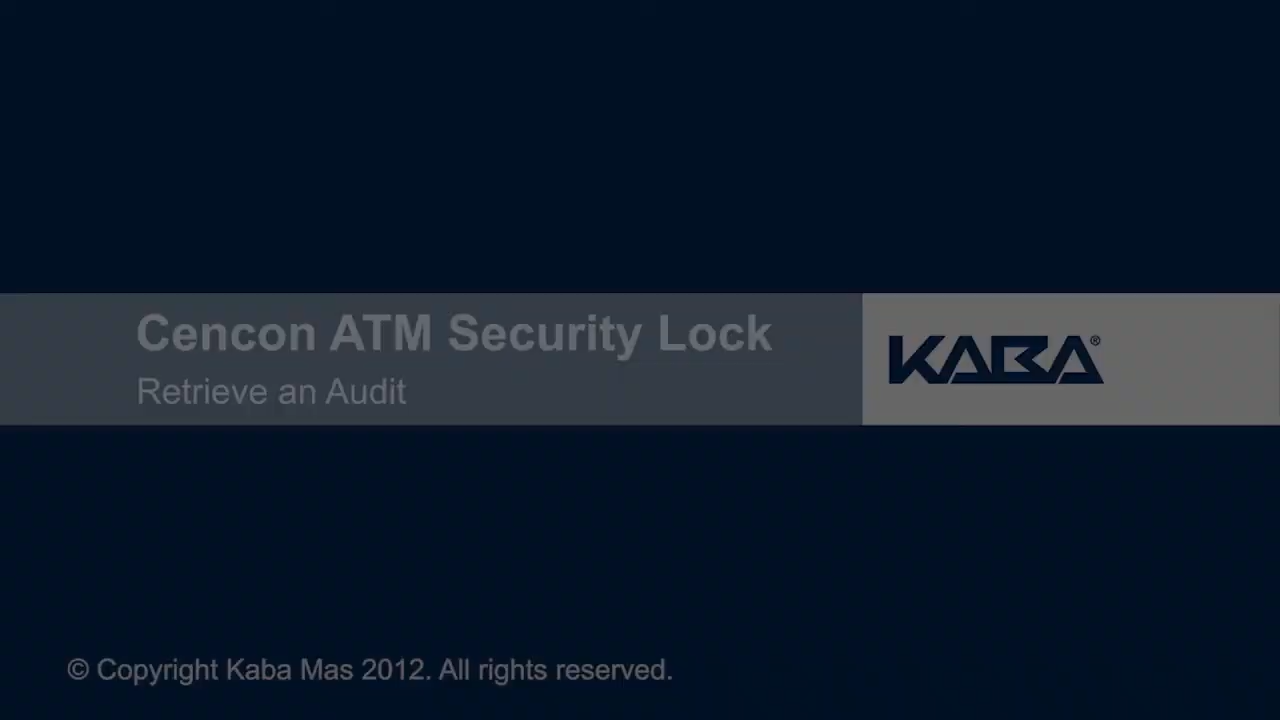 Cencon ATM Security Lock
Retrieve an Audit
KABA®
© Copyright Kaba Mas 2012. All rights reserved.